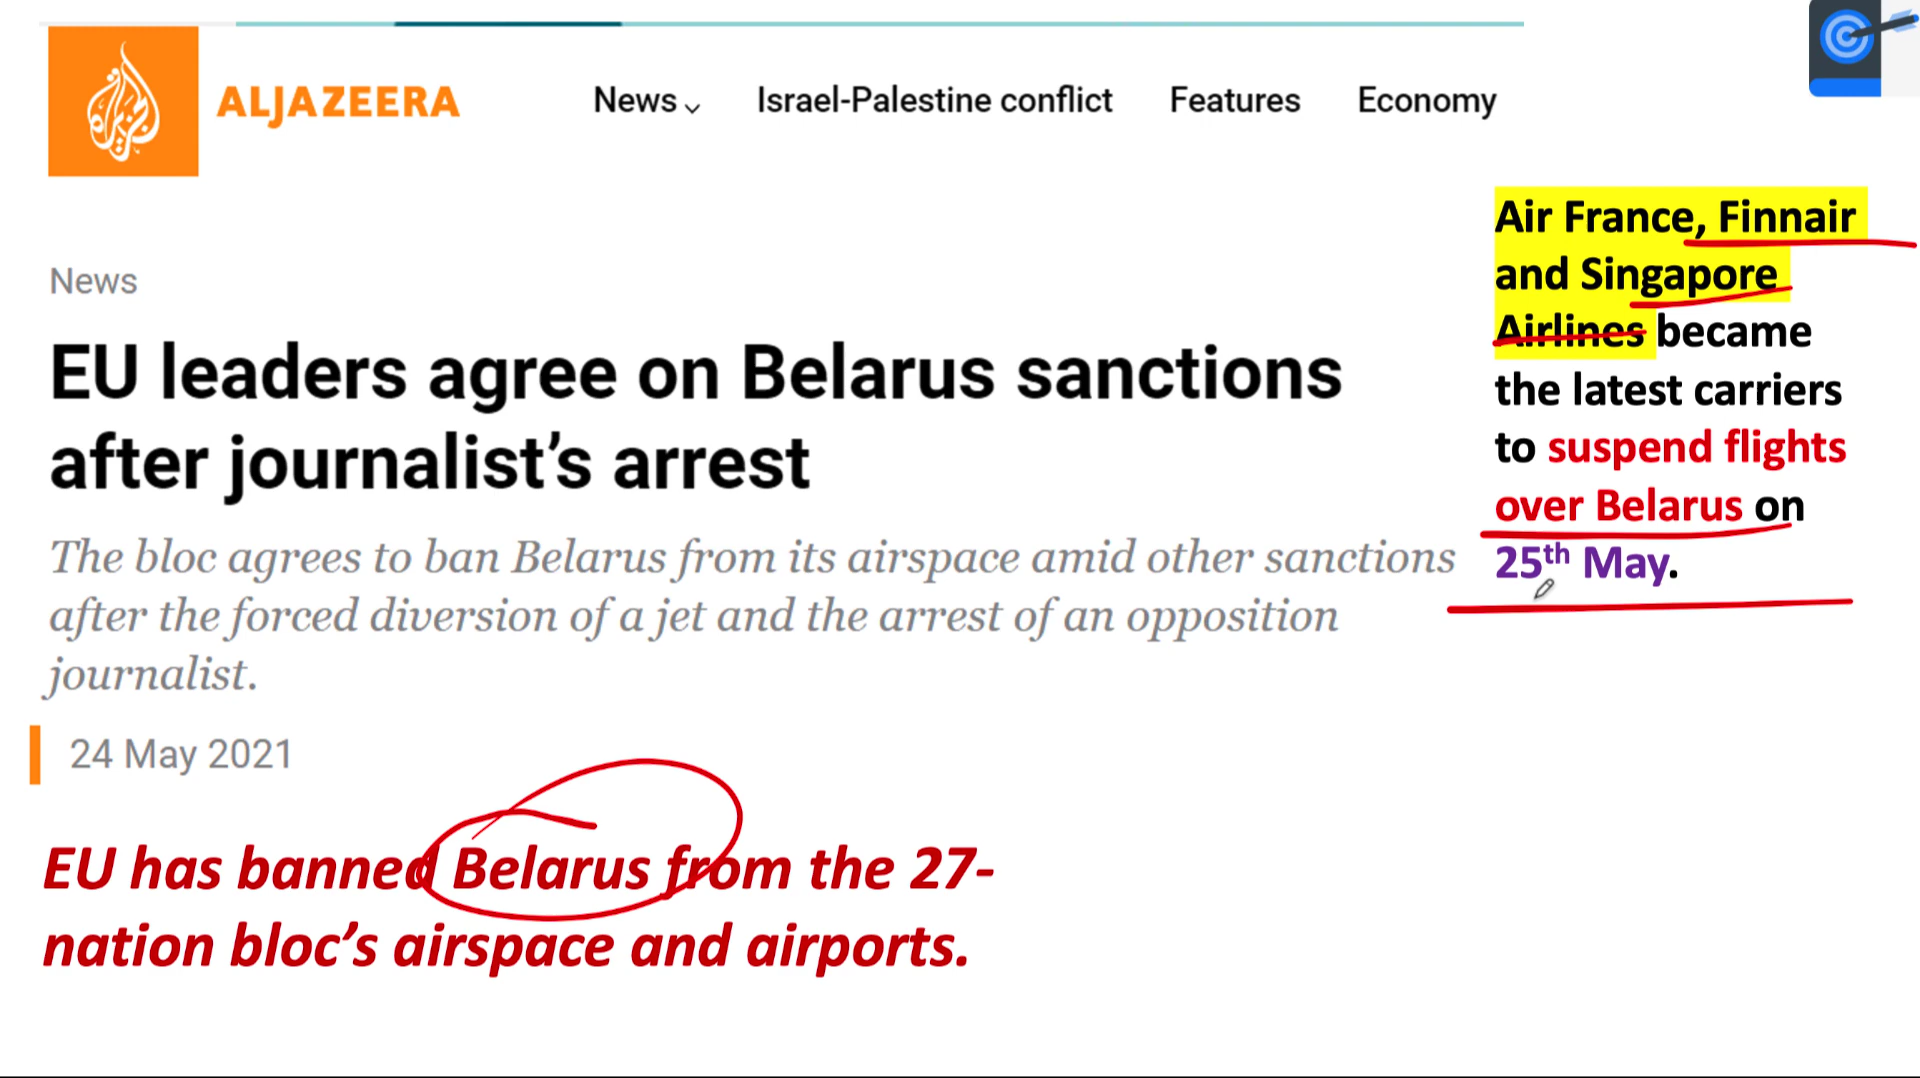 ALJAZEERA
News
Israel-Palestine conflict
Features
Economy
News
EU leaders agree on Belarus sanctions
after journalist’s arrest
The bloc agrees to ban Belarus from its airspace amid other sanctions
after the forced diversion of a jet and the arrest of an opposition
journalist.
24 May 2021
EU has banned Belarus from the 27-
nation bloc’s airspace and airports.
Air France, Finnair
and Singapore
Airlines became
the latest carriers
to suspend flights
over Belarus on
25th May.